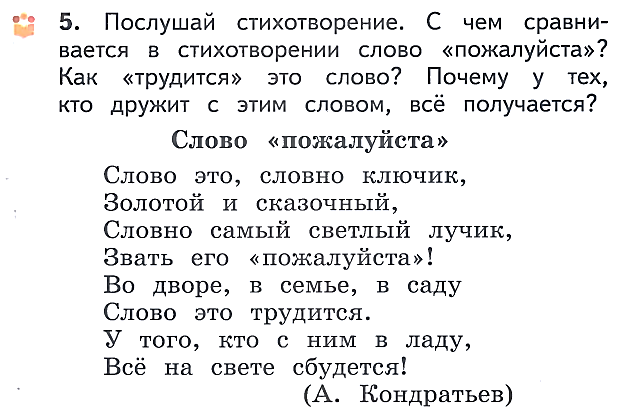 5. Послушай стихотворение. С чем сравни-
вается в стихотворении слово «пожалуйста»?
Как «трудится» это слово? Почему у тех,
кто дружит с этим словом, всё получается?
Слово «пожалуйста»
Слово это, словно ключик,
Золотой и сказочный,
Словно самый светлый лучик,
Звать его «пожалуйста»!
Во дворе, в семье, в саду
Слово это трудится.
У того, кто с ним в ладу,
Всё на свете сбудется!
(А. Кондратьев)